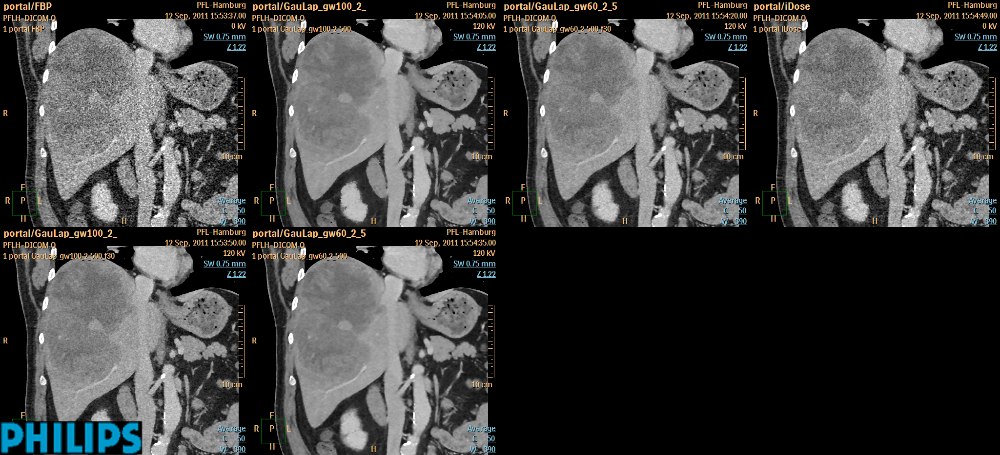 portal/FBP
PFL-Hamburg
PFLH-DICOM Q
12 Sep, 2011 15:53:37.00
1 portal FBP
0 kV
SW 0.75 mm
Z 1.22
R
10 cm
F
R P L
H
H
Average
C 50
W 390
portal/GauLap_gw100_2_
PFL-Hamburg
PFLH-DICOM Q
12 Sep, 2011 15:54:05.00
1 portal GauLap_gw100_2_500
120 kV
SW 0.75 mm
Z 1.22
R
10 cm
F
R P L
H
H
Average
C 50
W 390
portal/GauLap_gw60_2_5
PFL-Hamburg
PFLH-DICOM Q
12 Sep, 2011 15:54:20.00
1 portal GauLap_gw60_2_500_f30
120 kV
SW 0.75 mm
Z 1.22
R
10 cm
F
R P L
H
H
Average
C 50
W 390
portal/iDose
PFL-Hamburg
PFLH-DICOM Q
12 Sep, 2011 15:54:49.00
1 portal iDose
0 kV
SW 0.75 mm
Z 1.22
R
10 cm
F
R P L
H
H
Average
C 50
W 390
portal/GauLap_gw100_2_
PFL-Hamburg
PFLH-DICOM Q
12 Sep, 2011 15:53:50.00
1 portal GauLap_gw100_2_500_f30
120 kV
SW 0.75 mm
Z 1.22
R
10 cm
F
Average
C 50
W 390
PHILIPS
portal/GauLap_gw60_2_5
PFL-Hamburg
PFLH-DICOM Q
12 Sep, 2011 15:54:35.00
1 portal GauLap_gw60_2_500
120 kV
SW 0.75 mm
Z 1.22
R
10 cm
F
R P L
H
H
Average
C 50
W 390